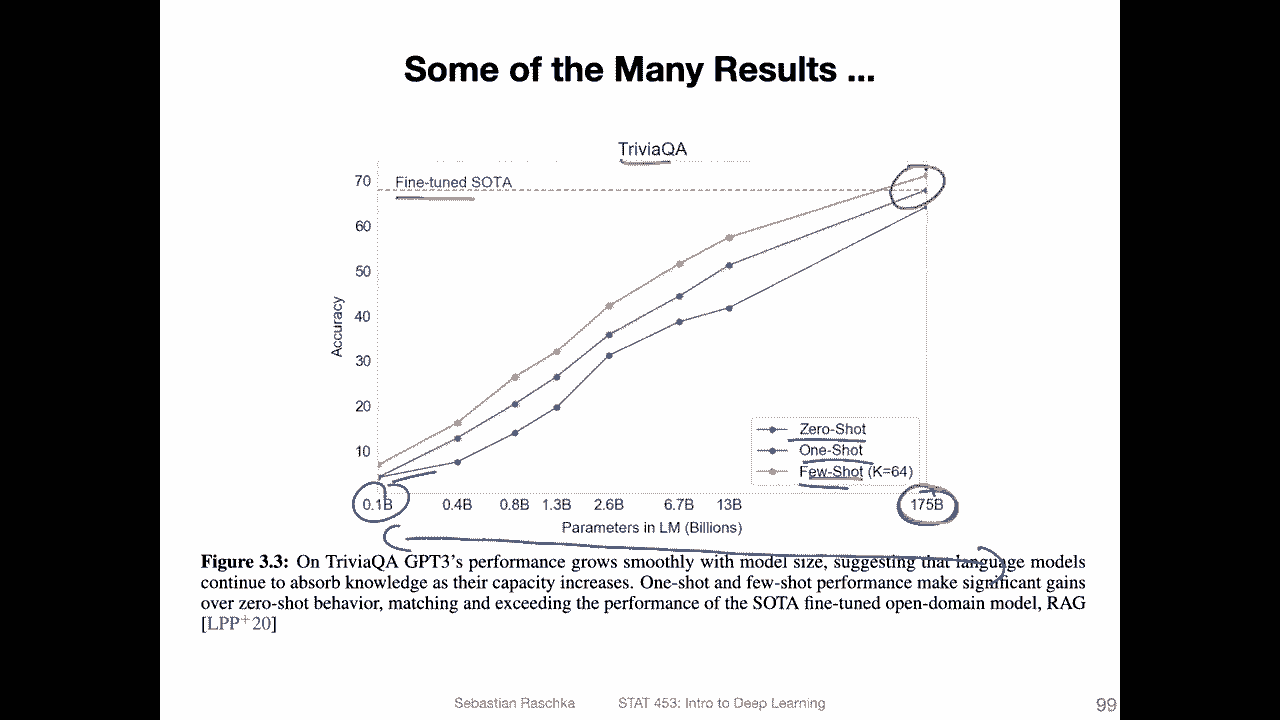 Some of the Many Results ...
TriviaQA
Fine-tuned SOTA
70
60
50
40
30
20
10
Accuracy
Zero-Shot
One-Shot
Few-Shot (K=64)
0.1B 0.4B 0.8B 1.3B 2.6B 6.7B 13B 175B
Parameters in LM (Billions)
Figure 3.3: On TriviaQA GPT3's performance grows smoothly with model size, suggesting that language models
continue to absorb knowledge as their capacity increases. One-shot and few-shot performance make significant gains
over zero-shot behavior, matching and exceeding the performance of the SOTA fine-tuned open-domain model, RAG
[LPP+20]
Sebastian Raschka STAT 453: Intro to Deep Learning 99